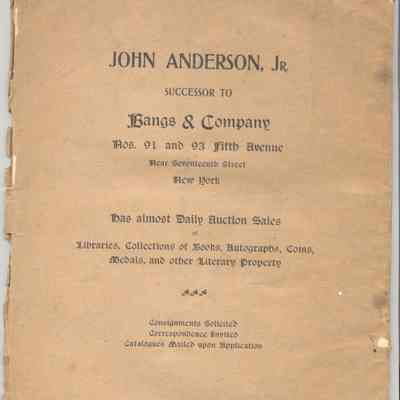 JOHN ANDERSON, Jr.
SUCCESSOR TO
Bangs & Company
Nos. 91 and 93 Fifth Avenue
Near Seventeenth Street
New York
Has almost Daily Auction Sales
of
Libraries, Collections of Books, Autographs, Coins,
Medals, and other Literary Property
Consignments Solicited
Correspondence Invited
Catalogues Mailed upon Application